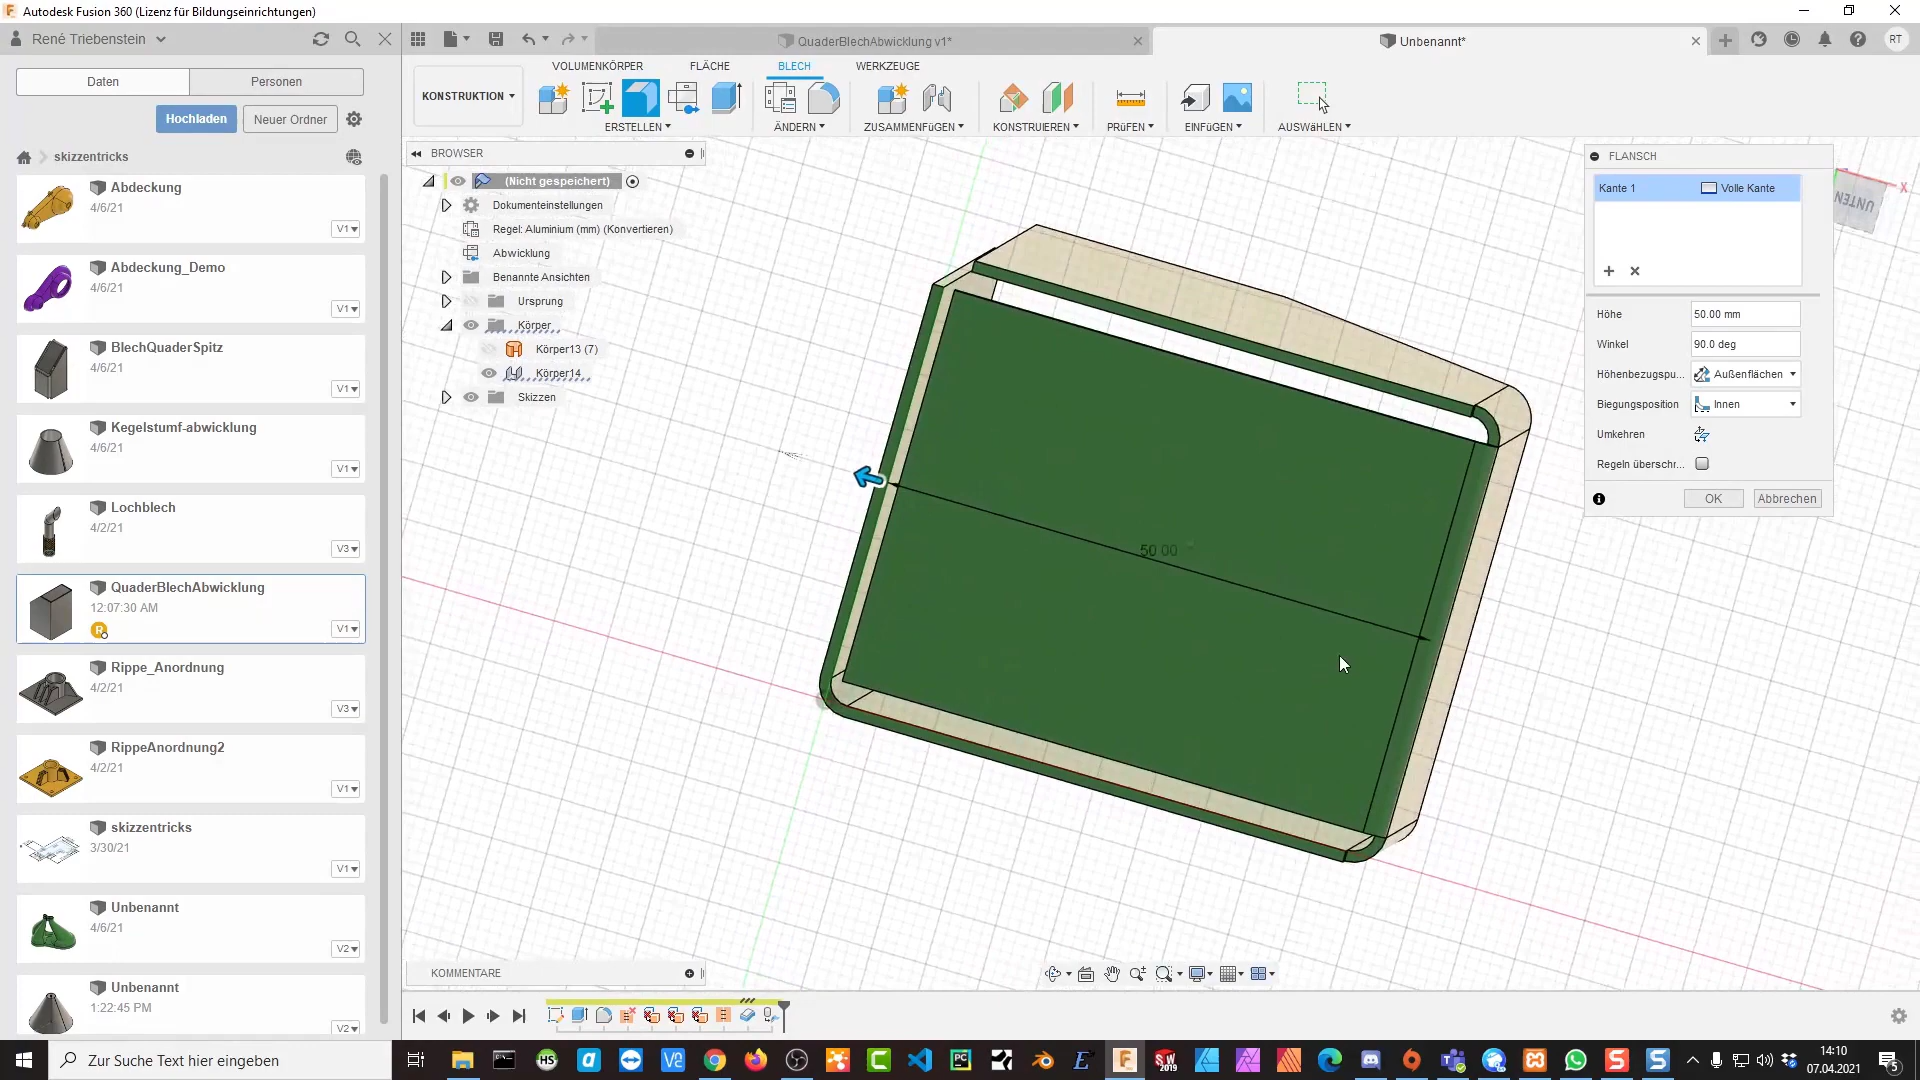 Autodesk Fusion 360 (Lizenz für Bildungseinrichtungen)
René Triebenstein
QuaderBlechAbwicklung v1*
Unbenannt*
RT
Daten
Personen
Hochladen
Neuer Ordner
skizzentricks
Abdeckung
4/6/21
V1
Abdeckung_Demo
4/6/21
V1
BlechQuaderSpitz
4/6/21
V1
Kegelstumf-abwicklung
4/6/21
V1
Lochblech
4/2/21
V3
QuaderBlechAbwicklung
12:07:30 AM
V1
Rippe_Anordnung
4/2/21
V3
RippeAnordnung2
4/2/21
V1
skizzentricks
3/30/21
V1
Unbenannt
4/6/21
V2
Unbenannt
1:22:45 PM
V2
VOLUMENKÖRPER
FLÄCHE
BLECH
WERKZEUGE
KONSTRUKTION
ERSTELLEN
ÄNDERN
ZUSAMMENFüGEN
KONSTRUIEREN
PRüFEN
EINFüGEN
AUSWäHLEN
BROWSER
(Nicht gespeichert)
Dokumenteinstellungen
Regel: Aluminium (mm) (Konvertieren)
Abwicklung
Benannte Ansichten
Ursprung
Körper
Körper13 (7)
Körper14
Skizzen
50.00
UNTEN
X
FLANSCH
Kante 1
Volle Kante
Höhe
50.00 mm
Winkel
90.0 deg
Höhenbezugspu...
Außenflächen
Biegungsposition
Innen
Umkehren
Regeln überschr...
OK
Abbrechen
KOMMENTARE
Zur Suche Text hier eingeben
14:10
07.04.2021
5